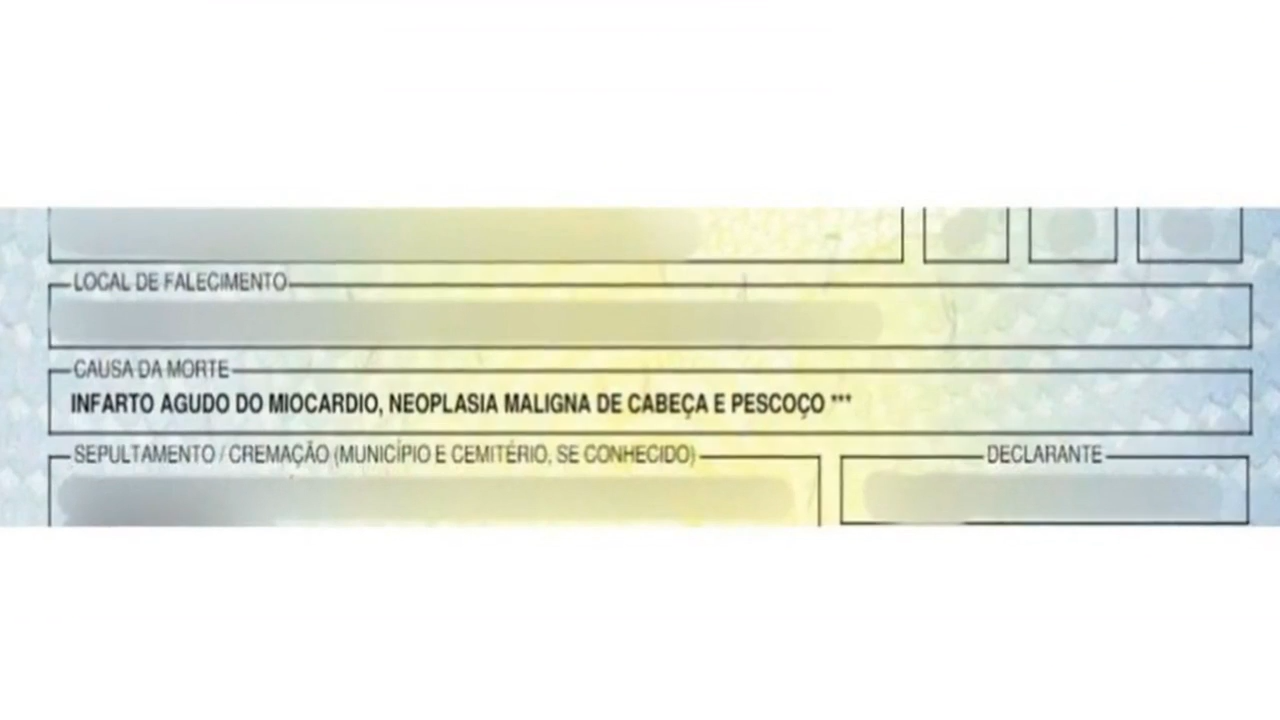 LOCAL DE FALECIMENTO
CAUSA DA MORTE
INFARTO AGUDO DO MIOCARDIO, NEOPLASIA MALIGNA DE CABEÇA E PESCOÇO ***
SEPULTAMENTO / CREMAÇÃO (MUNICÍPIO E CEMITÉRIO, SE CONHECIDO)
DECLARANTE